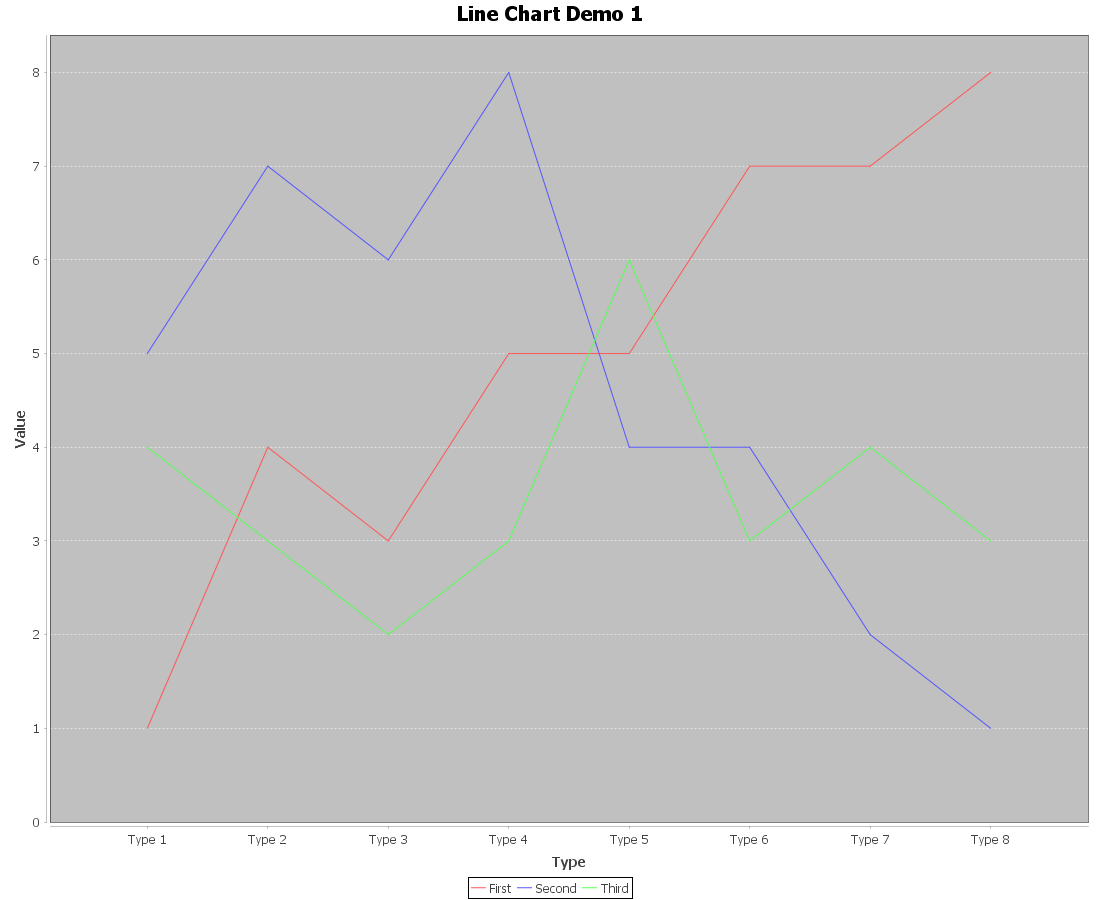 Line Chart Demo 1
Value
8
7
6
5
4
3
2
1
0
Type 1 Type 2 Type 3 Type 4 Type 5 Type 6 Type 7 Type 8
Type
First Second Third